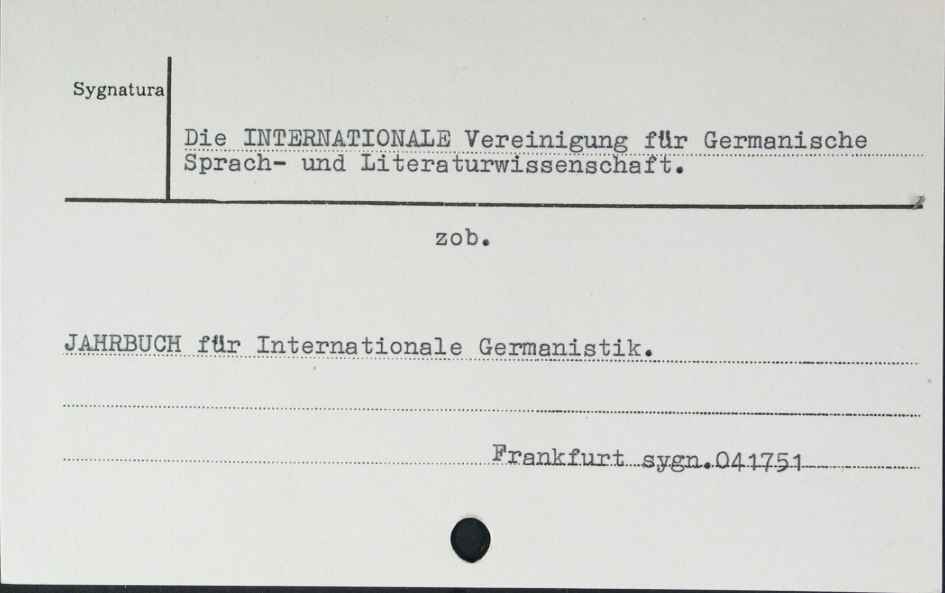 Sygnatura
Die INTERNATIONALE Vereinigung für Germanische
Sprach- und Literaturwissenschaft.
zob.
JAHRBUCH für Internationale Germanistik.
Frankfurt sygn.041751